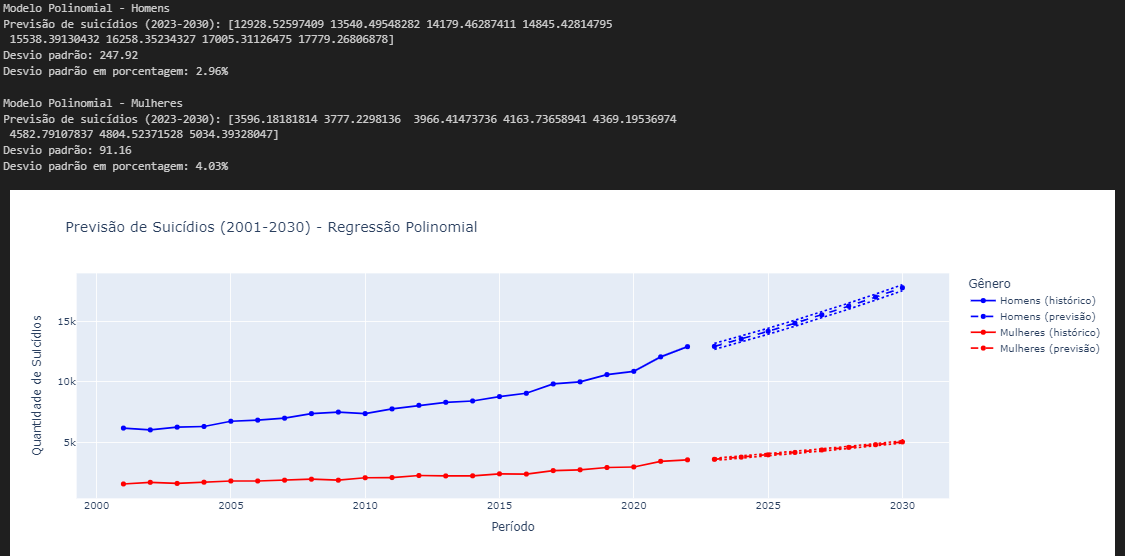 Modelo Polinomial - Homens
Previsão de suicídios (2023-2030): [12928.52597409 13540.49548282 14179.46287411 14845.42814795
15538.39130432 16258.35234327 17005.31126475 17779.26806878]
Desvio padrão: 247.92
Desvio padrão em porcentagem: 2.96%
Modelo Polinomial - Mulheres
Previsão de suicídios (2023-2030): [3596.18181814 3777.2298136  3966.41473736 4163.73658941 4369.19536974
4582.79107837 4804.52371528 5034.39328047]
Desvio padrão: 91.16
Desvio padrão em porcentagem: 4.03%
Previsão de Suicídios (2001-2030) - Regressão Polinomial
Quantidade de Suicídios
15k
10k
5k
2000
2005
2010
2015
2020
2025
2030
Período
Gênero
Homens (histórico)
Homens (previsão)
Mulheres (histórico)
Mulheres (previsão)